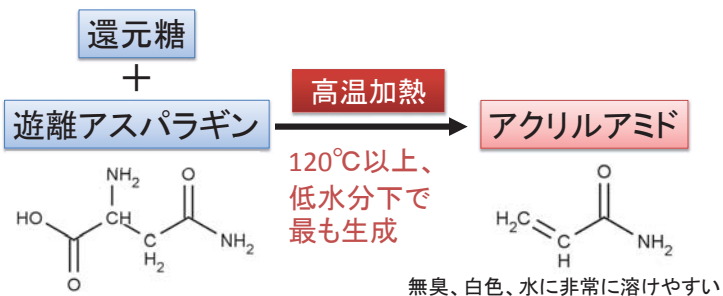 還元糖
+
遊離アスパラギン
高温加熱
アクリルアミド
120℃以上、
低水分下で
最も生成
NH2
O
HO
CH
C
H2
NH2
O
O
H2C
C
H
NH2
無臭、白色、水に非常に溶けやすい